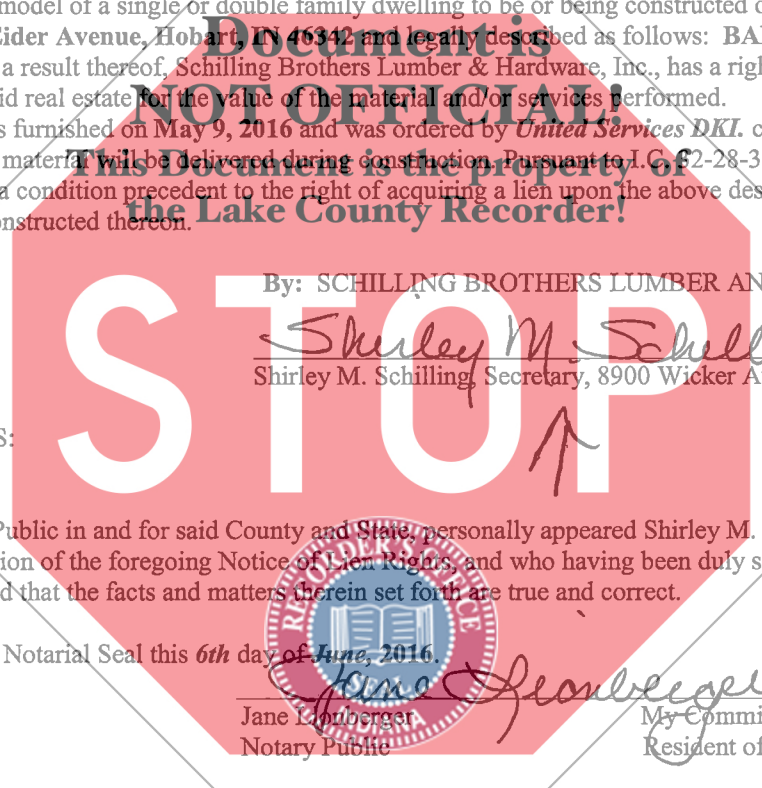 model of a single or double family dwelling to be or being constructed
Document is
Eider Avenue, Hobart, IN 46342 and legally described as follows:
a result thereof, Schilling Brothers Lumber & Hardware, Inc., has a
NOT OFFICIAL!
real estate for the value of the material and/or services performed.
furnished on May 9, 2016 and was ordered by United Services DKI.
This Document is the property of
material will be delivered during construction. Pursuant to I.C. 32-28-3
a condition precedent to the right of acquiring a lien upon the above
the Lake County Recorder!
constructed thereon.
By: SCHILLING BROTHERS LUMBER
STOP
Shirley M. Schill
Shirley M. Schilling, Secretary, 8900 Wicker
S:
Public in and for said County and State, personally appeared Shirley M.
of the foregoing Notice of Lien Rights, and who having been duly
that the facts and matters therein set forth are true and correct.
RECORDER'S OFFICE
SEAL
INDIANA
Notarial Seal this 6th day of June, 2016.
Jane Lionberger
Jane Lionberger My
Notary Public Resident of